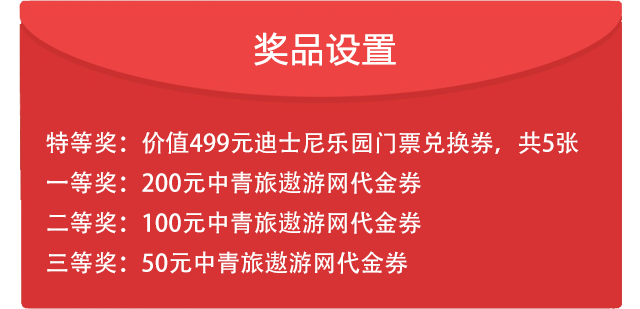 奖品设置
特等奖：价值499元迪士尼乐园门票兑换券，共5张
一等奖：200元中青旅遨游网代金券
二等奖：100元中青旅遨游网代金券
三等奖：50元中青旅遨游网代金券